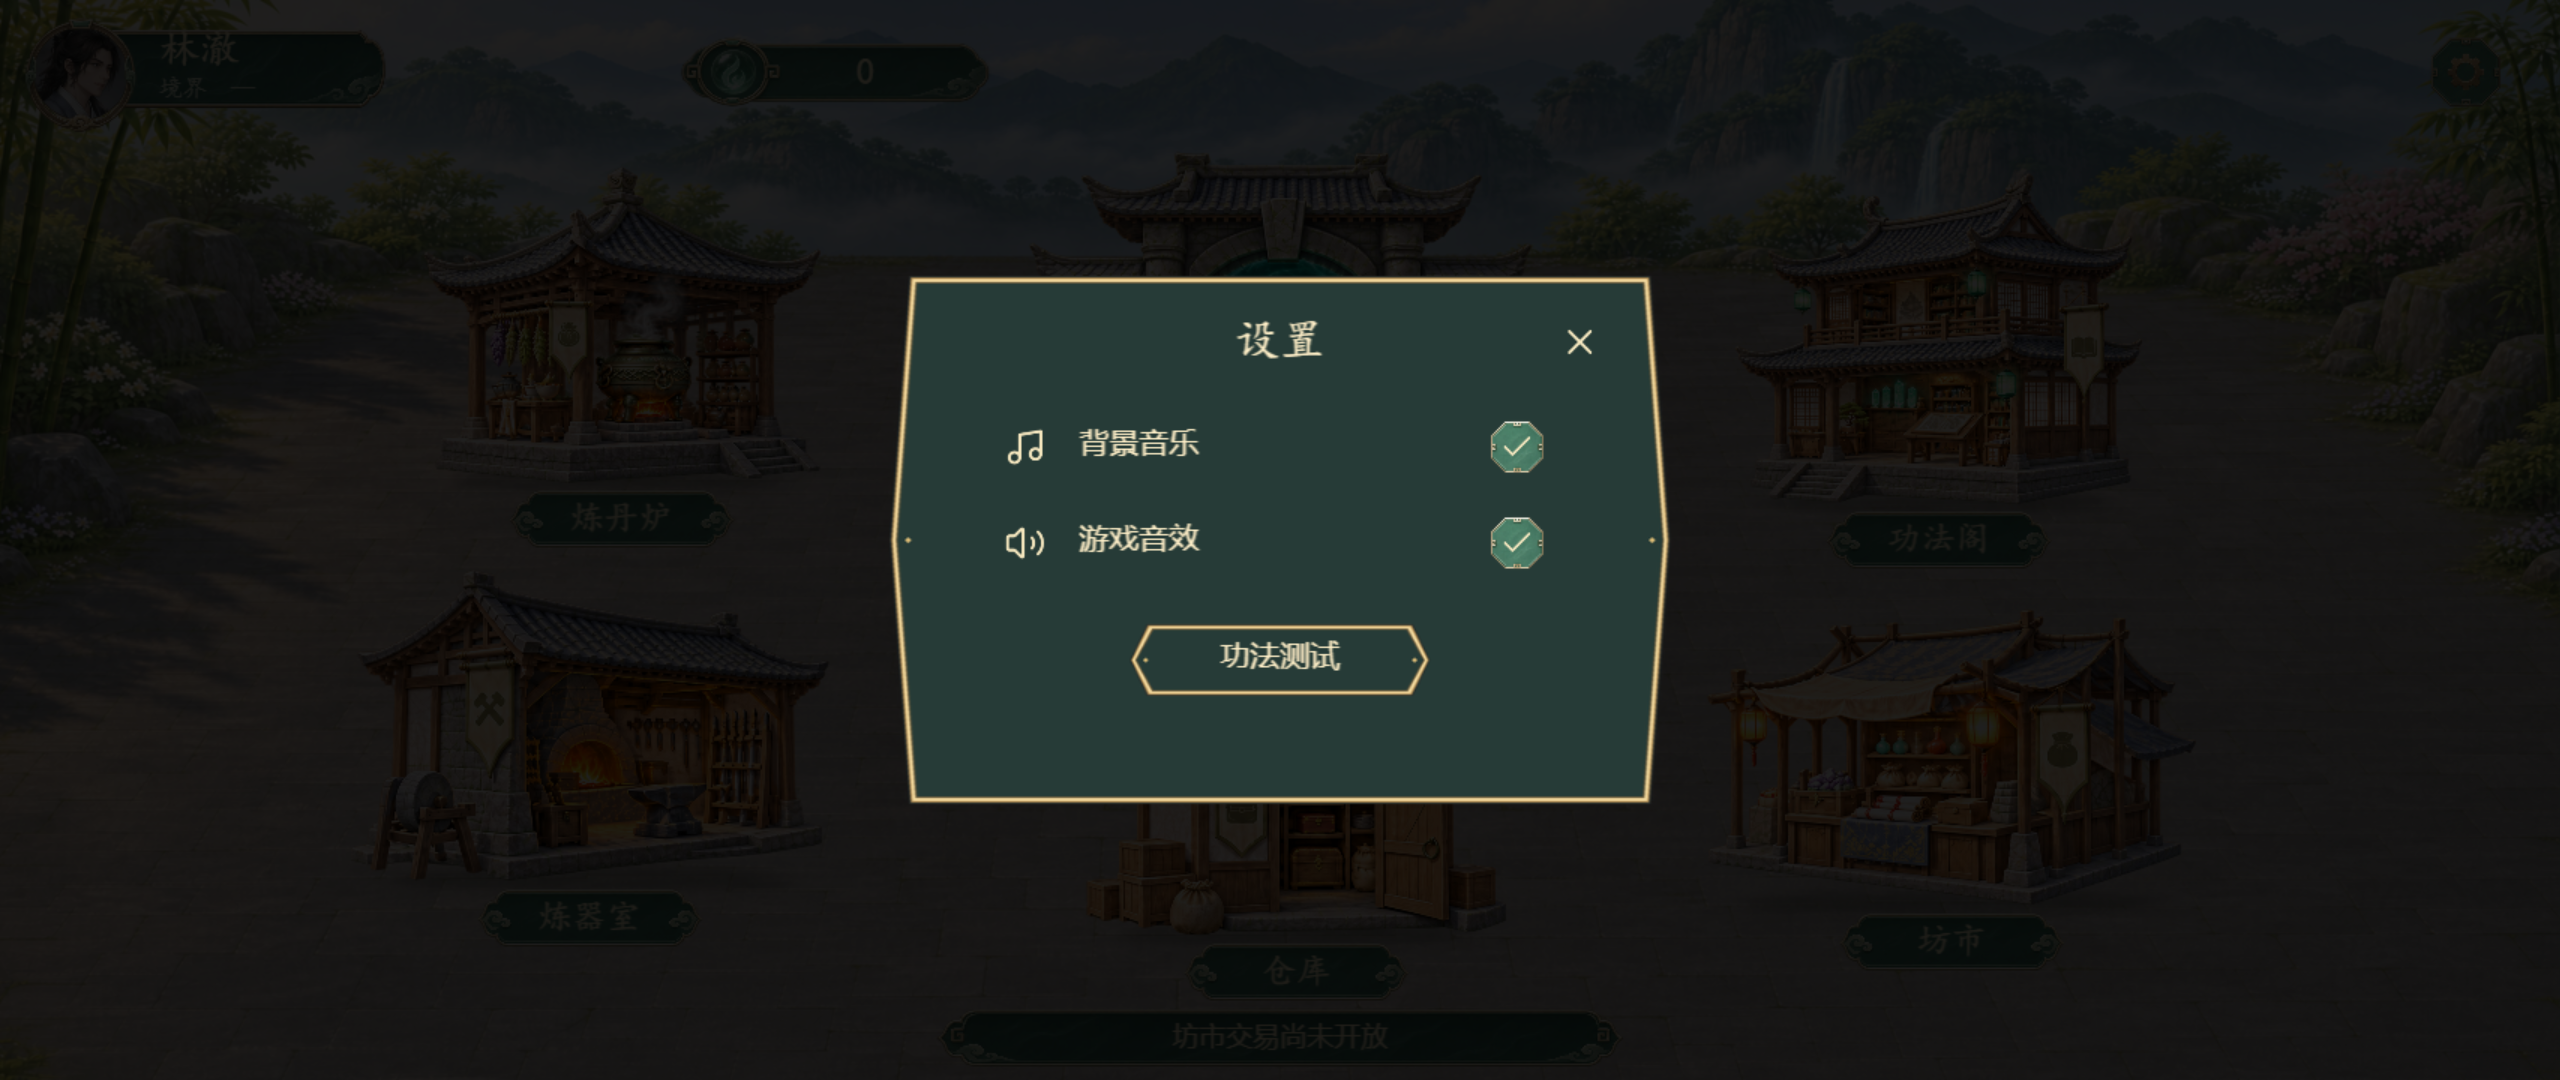 林澈
境界 一
0
设置
背景音乐
游戏音效
功法测试
炼丹炉
功法阁
炼器室
坊市
仓库
坊市交易尚未开放